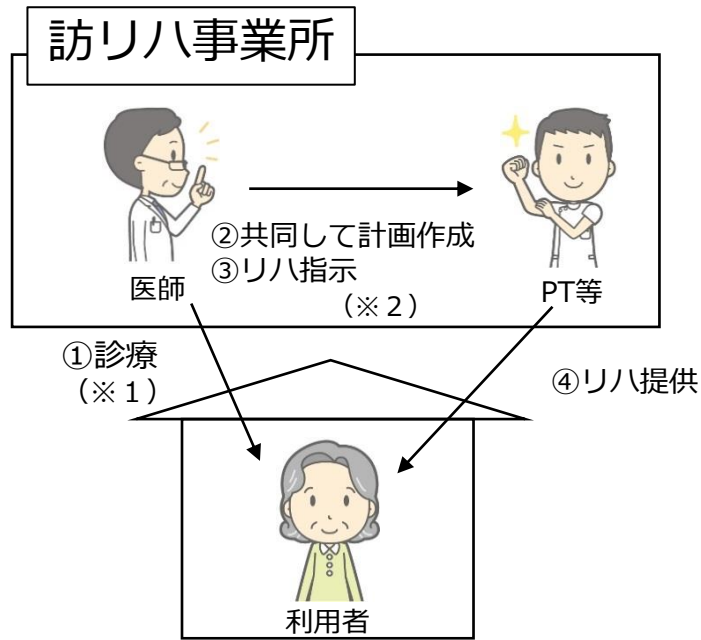 訪リハ事業所
②共同して計画作成
③リハ指示
（※２）
医師
PT等
①診療
（※１）
④リハ提供
利用者